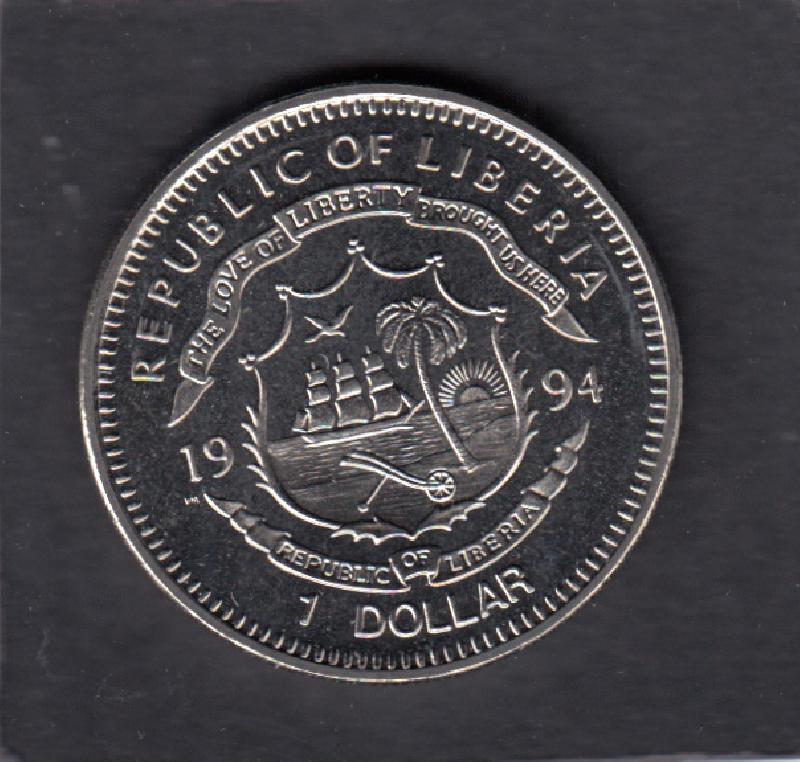 REPUBLIC OF LIBERIA
THE LOVE OF LIBERTY BROUGHT US HERE
19 94
REPUBLIC OF LIBERIA
1 DOLLAR